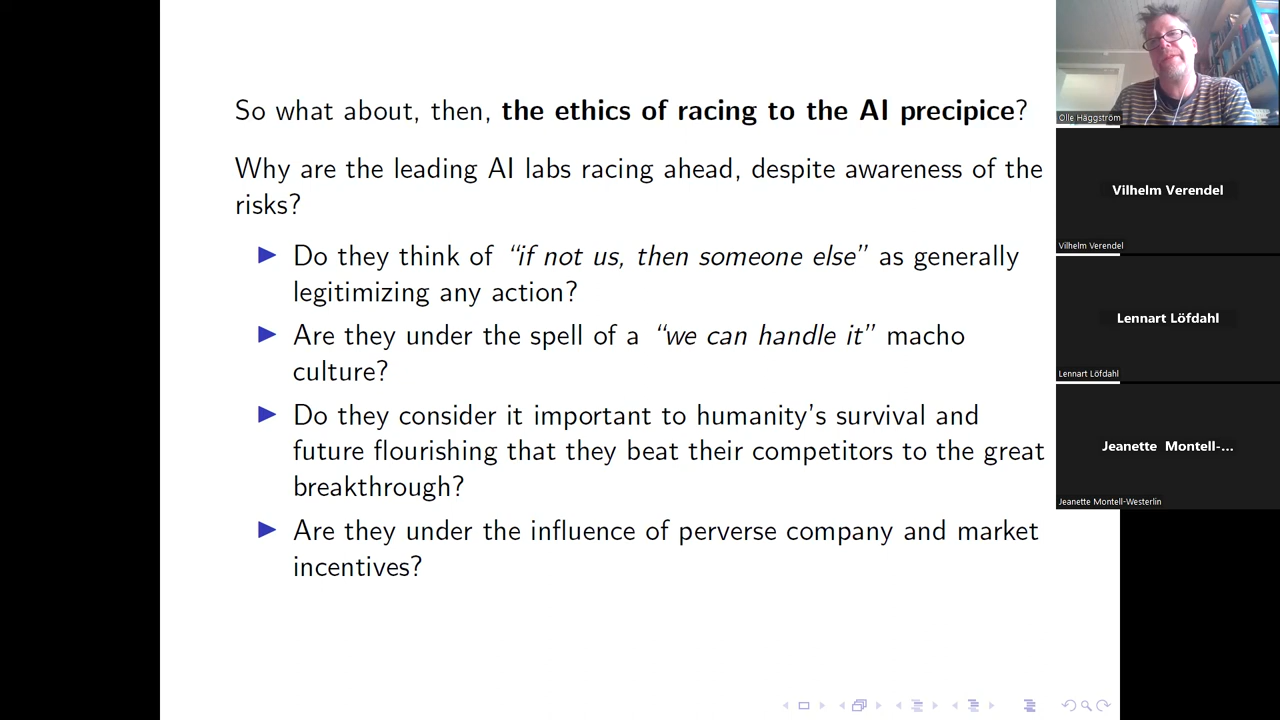 So what about, then, the ethics of racing to the AI precipice?
Why are the leading AI labs racing ahead, despite awareness of the
risks?
Do they think of “if not us, then someone else” as generally
legitimizing any action?
Are they under the spell of a “we can handle it” macho
culture?
Do they consider it important to humanity’s survival and
future flourishing that they beat their competitors to the great
breakthrough?
Are they under the influence of perverse company and market
incentives?
Olle Häggström
Vilhelm Verendel
Vilhelm Verendel
Lennart Löfdahl
Lennart Löfdahl
Jeanette Montell-...
Jeanette Montell-Westerlin